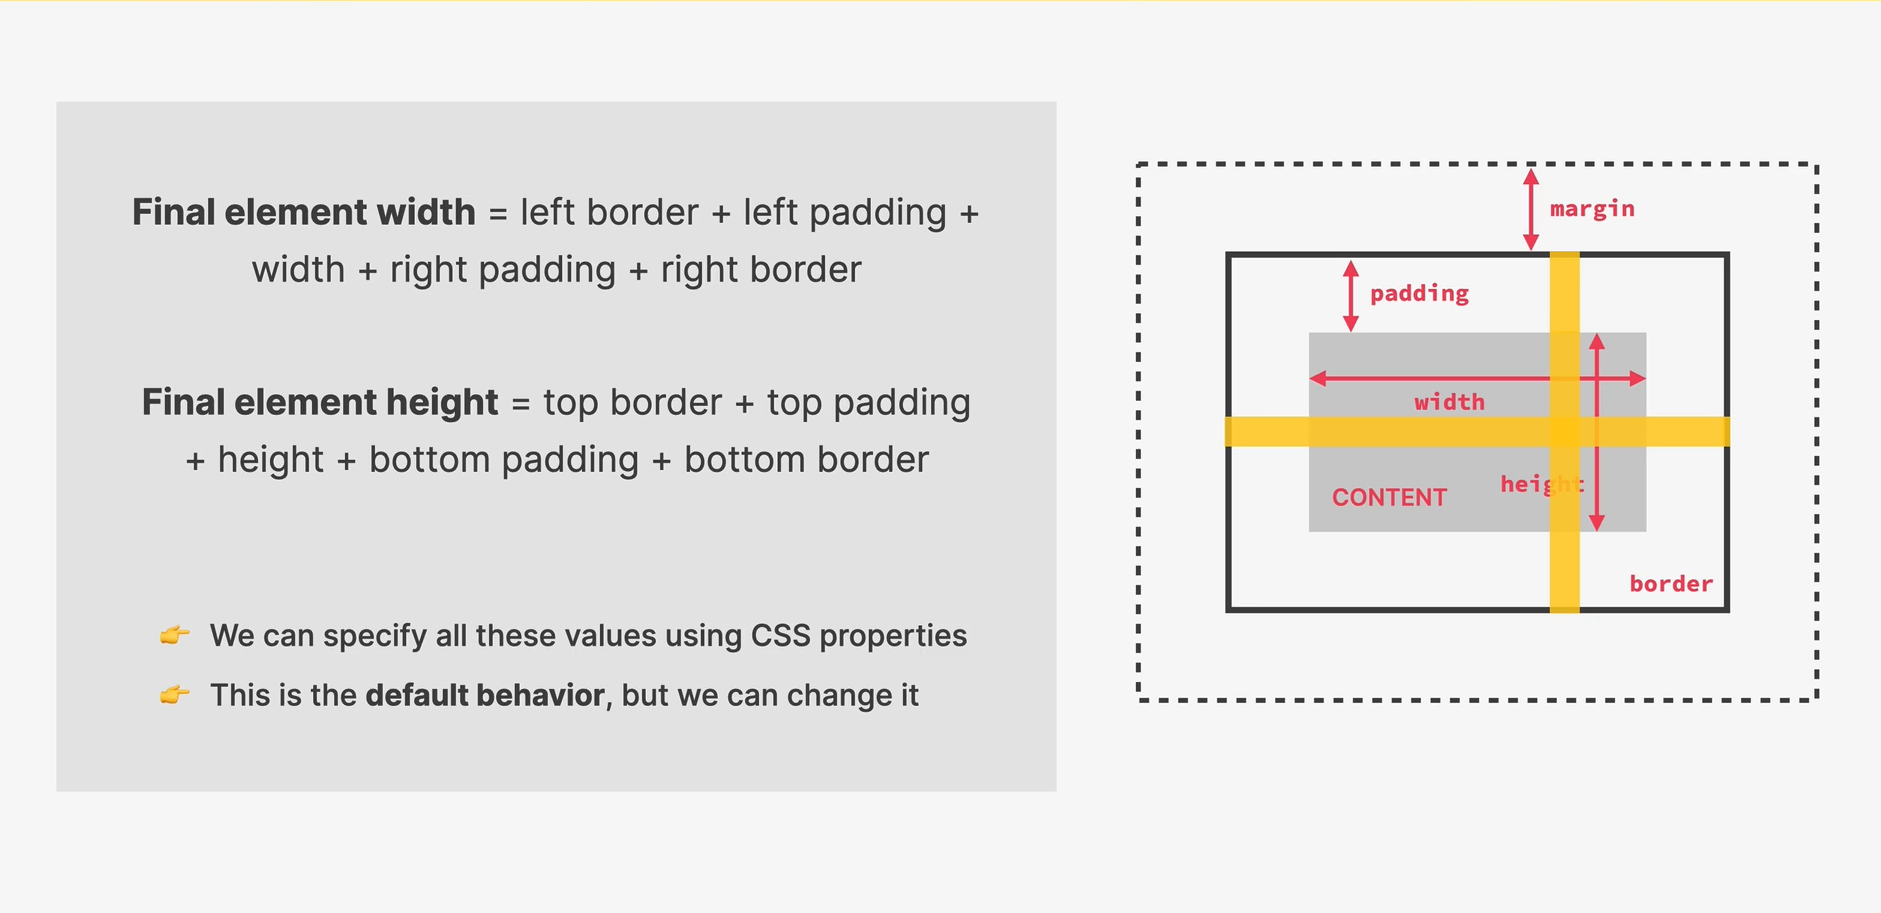 Final element width = left border + left padding +
width + right padding + right border
Final element height = top border + top padding
+ height + bottom padding + bottom border
👉 We can specify all these values using CSS properties
👉 This is the default behavior, but we can change it
margin
padding
width
height
CONTENT
border